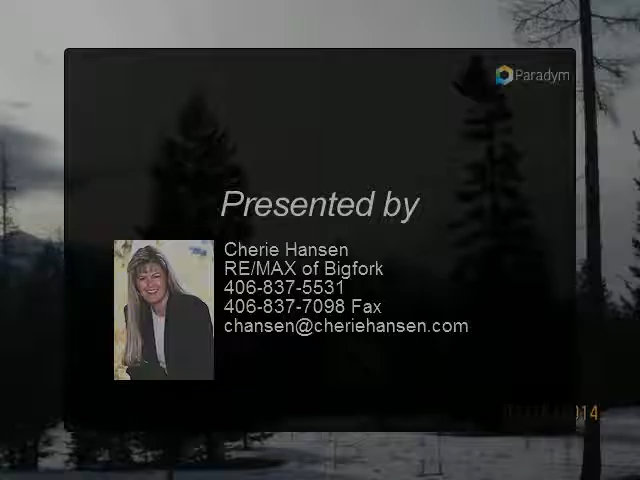 Paradym
Presented by
Cherie Hansen
RE/MAX of Bigfork
406-837-5531
406-837-7098 Fax
chansen@cheriehansen.com